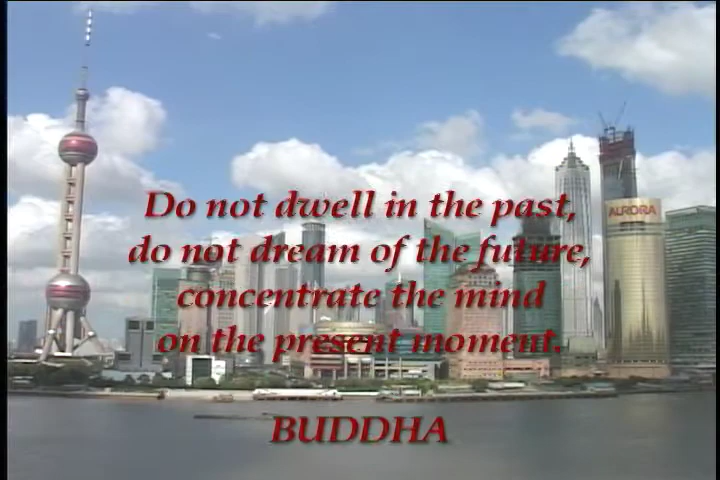 AURORA
Do not dwell in the past,
do not dream of the future,
concentrate the mind
on the present moment.
BUDDHA